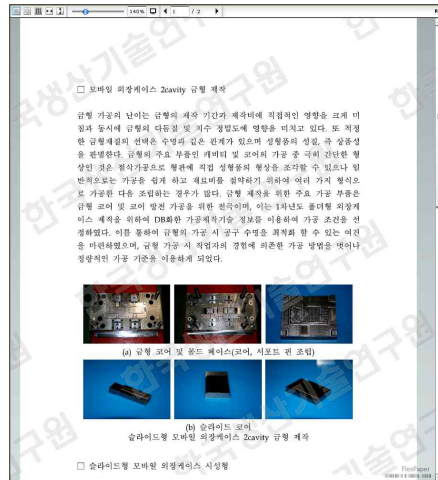 140%
1
/ 2
□ 모바일 외장케이스 2cavity 금형 제작
금형 가공의 난이는 금형의 제작 기간과 제작비에 직접적인 영향을 크게 미
침과 동시에 금형의 다듬질 및 치수 정밀도에 영향을 미치고 있다. 또 적정
한 금형재질의 선택은 수명과 깊은 관계가 있으며 성형품의 성질, 즉 상품성
을 판별한다. 금형의 주요 부품인 캐비티 및 코어의 가공 중 극히 간단한 형
상인 것은 절삭가공으로 형판에 직접 성형품의 형상을 조각할 수 있으나 일
반적으로는 가공을 쉽게 하고 재료비를 절약하기 위하여 여러 가지 형식으
로 가공한 다음 조립하는 경우가 많다. 금형 제작을 위한 주요 가공 부품은
금형 코어 및 코어 방전 가공을 위한 전극이며, 이는 1차년도 폴더형 외장케
이스 제작을 위하여 DB화한 가공제작기술 정보를 이용하여 가공 조건을 선
정하였다. 이를 통하여 금형의 가공 시 공구 수명을 최적화 할 수 있는 여건
을 마련하였으며, 금형 가공 시 작업자의 경험에 의존한 가공 방법을 벗어나
정량적인 가공 기준을 이용하게 되었다.
(a) 금형 코어 및 몰드 베이스(코어, 서포트 핀 조립)
(b) 슬라이드 코어
슬라이드형 모바일 외장케이스 2cavity 금형 제작
□ 슬라이드형 모바일 외장케이스 시성형
FlexPaper